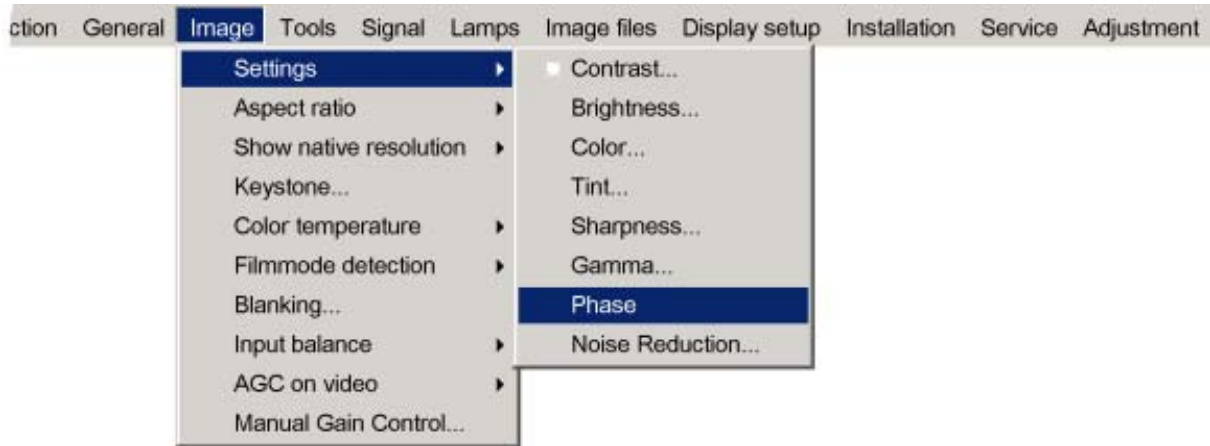 ction General Image Tools Signal Lamps Image files Display setup Installation Service Adjustment
Settings
Aspect ratio
Show native resolution
Keystone...
Color temperature
Filmmode detection
Blanking...
Input balance
AGC on video
Manual Gain Control...
Contrast...
Brightness...
Color...
Tint...
Sharpness...
Gamma...
Phase
Noise Reduction...